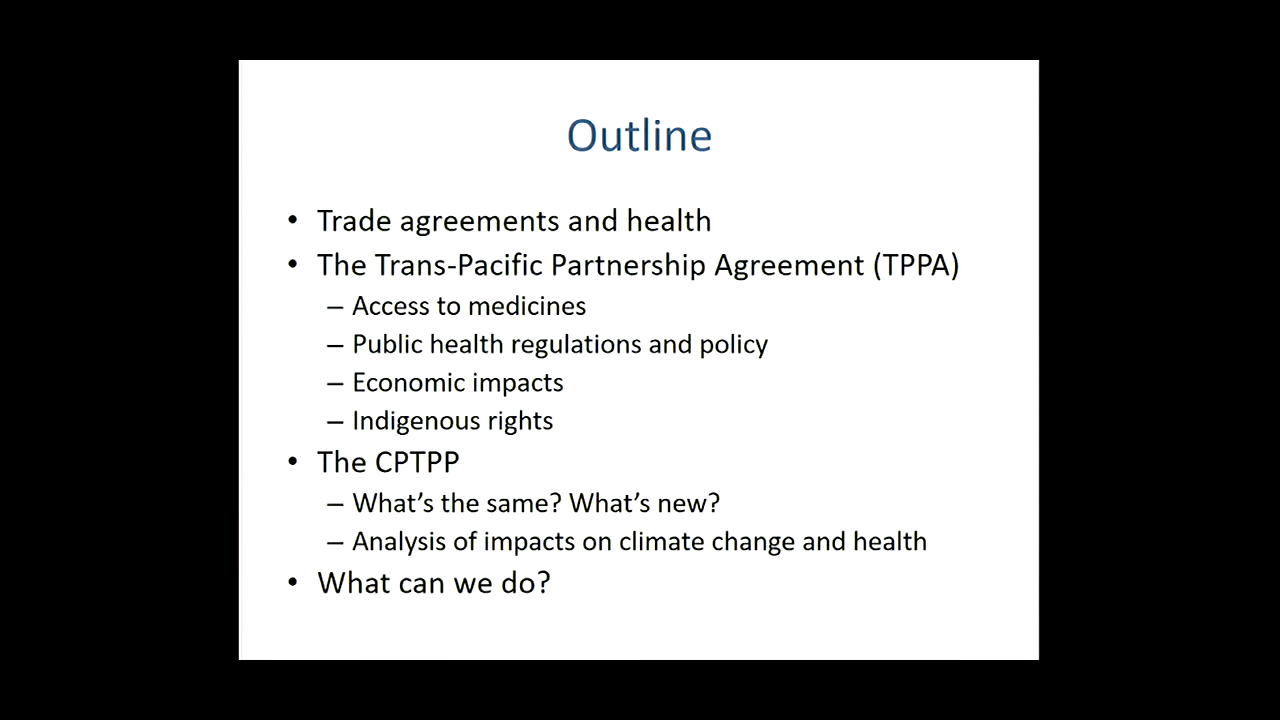 Outline
• Trade agreements and health
• The Trans-Pacific Partnership Agreement (TPPA)
– Access to medicines
– Public health regulations and policy
– Economic impacts
– Indigenous rights
• The CPTPP
– What's the same? What's new?
– Analysis of impacts on climate change and health
• What can we do?